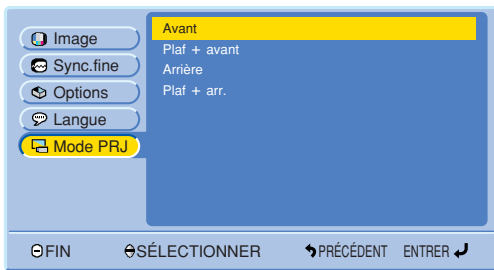 Image
Sync.fine
Options
Langue
Mode PRJ
Avant
Plaf + avant
Arrière
Plaf + arr.
FIN SÉLECTIONNER PRÉCÉDENT ENTRER